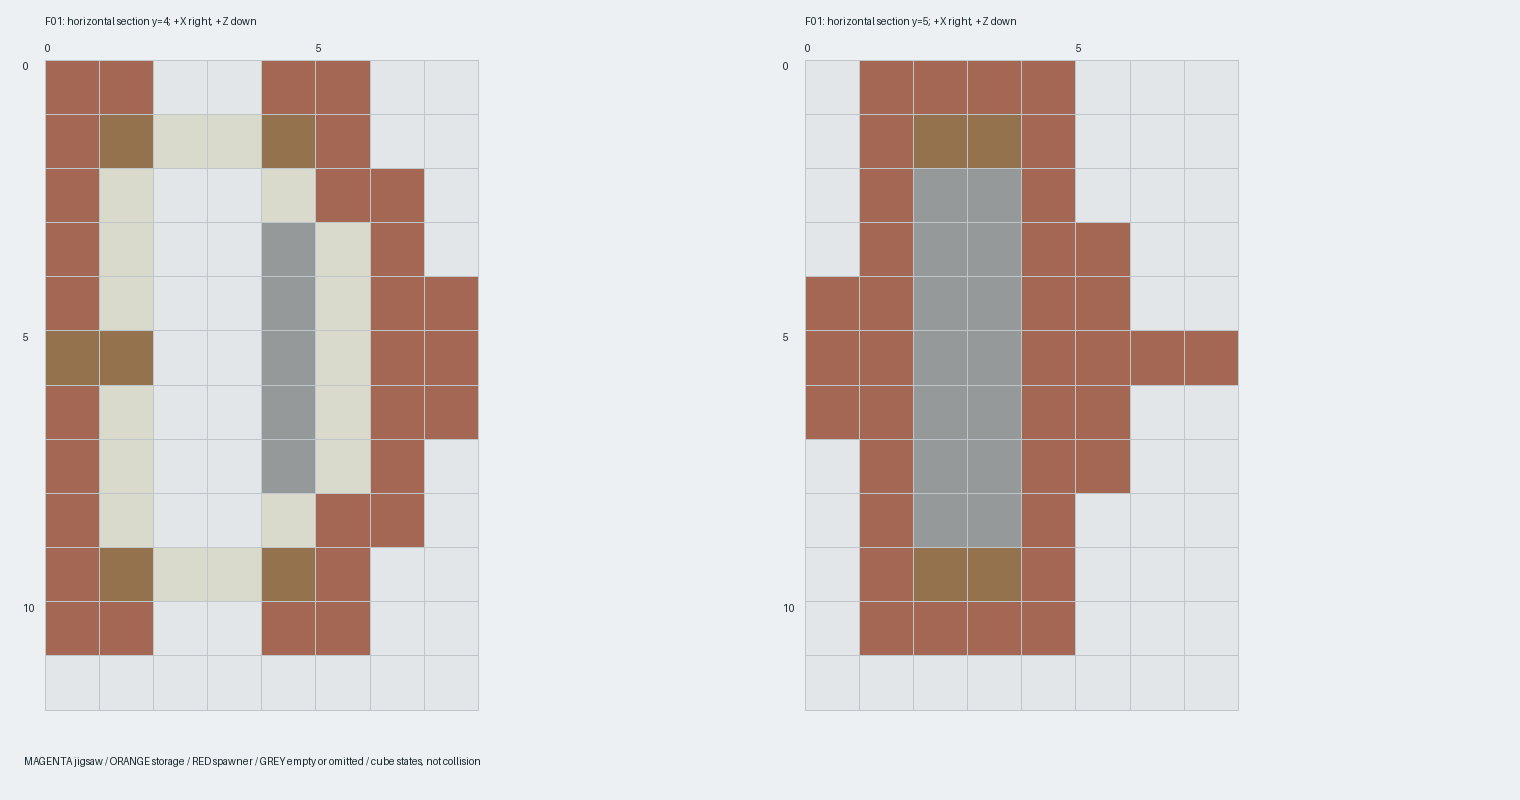 F01: horizontal section y=4; +X right, +Z down
F01: horizontal section y=5; +X right, +Z down
0 5
0 5
0
5
10
0
5
10
MAGENTA jigsaw / ORANGE storage / RED spawner / GREY empty or omitted / cube states, not collision